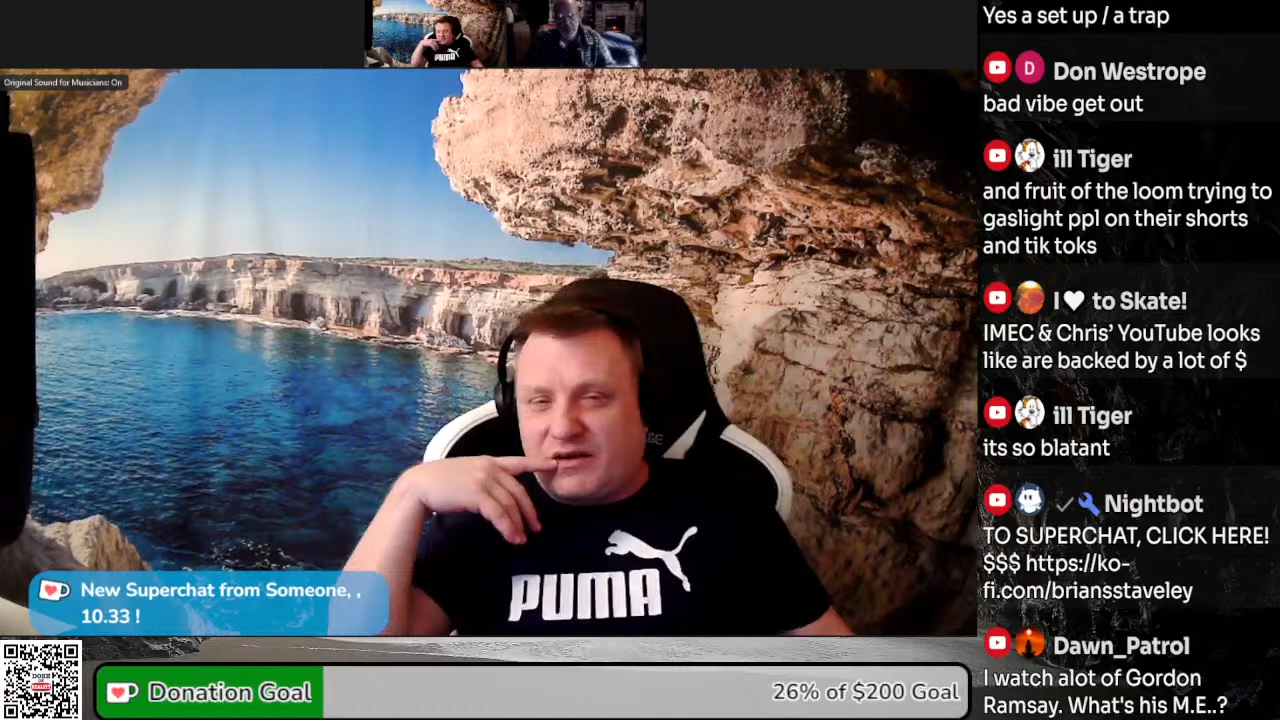 Original Sound for Musicians: On
PUMA
PUMA
New Superchat from Someone, ,
10.33 !
DOSE OF
Donation Goal
26% of $200 Goal
Yes a set up / a trap
D Don Westrope
bad vibe get out
ill Tiger
and fruit of the loom trying to
gaslight ppl on their shorts
and tik toks
I ♥ to Skate!
IMEC & Chris’ YouTube looks
like are backed by a lot of $
ill Tiger
its so blatant
Nightbot
TO SUPERCHAT, CLICK HERE!
$$$ https://ko-
fi.com/briansstaveley
Dawn_Patrol
I watch alot of Gordon
Ramsay. What's his M.E..?